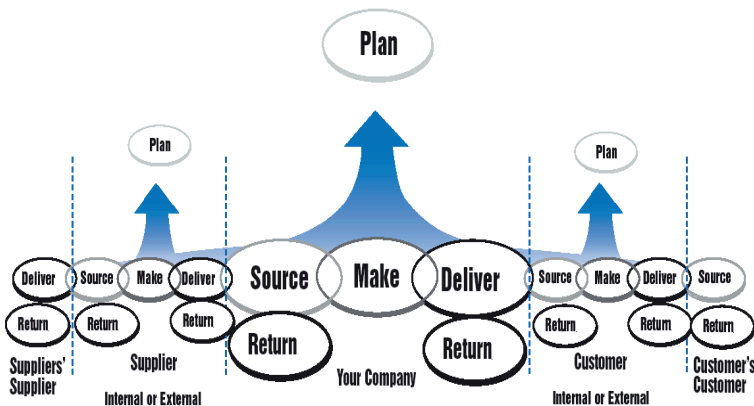 Plan
Plan
Plan
Deliver
Source
Make
Deliver
Source
Make
Deliver
Source
Make
Deliver
Source
Return
Return
Return
Return
Return
Return
Return
Return
Suppliers'
Supplier
Supplier
Internal or External
Your Company
Customer
Internal or External
Customer's
Customer